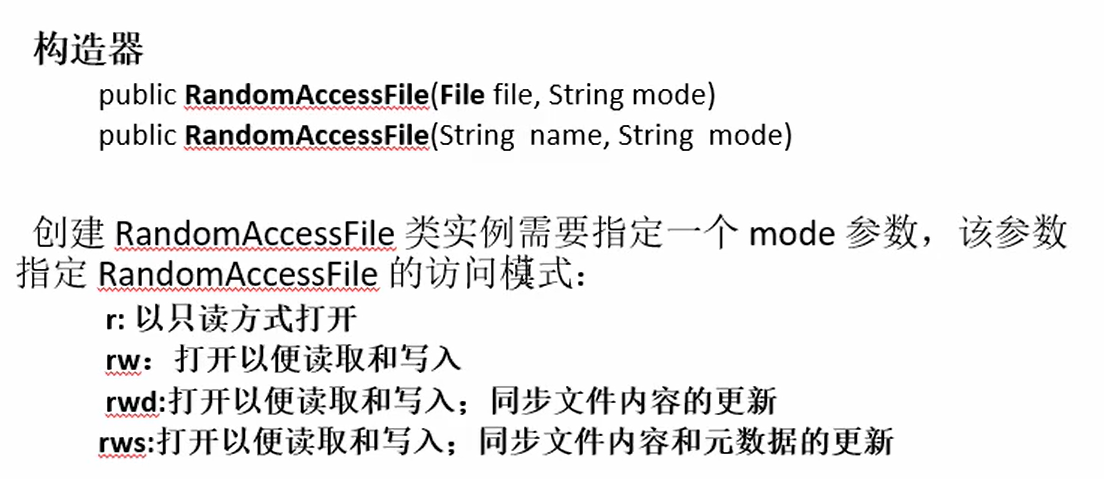 构造器
public RandomAccessFile(File file, String mode)
public RandomAccessFile(String name, String mode)
创建 RandomAccessFile 类实例需要指定一个 mode 参数，该参数
指定 RandomAccessFile 的访问模式：
r: 以只读方式打开
rw：打开以便读取和写入
rwd:打开以便读取和写入；同步文件内容的更新
rws:打开以便读取和写入；同步文件内容和元数据的更新